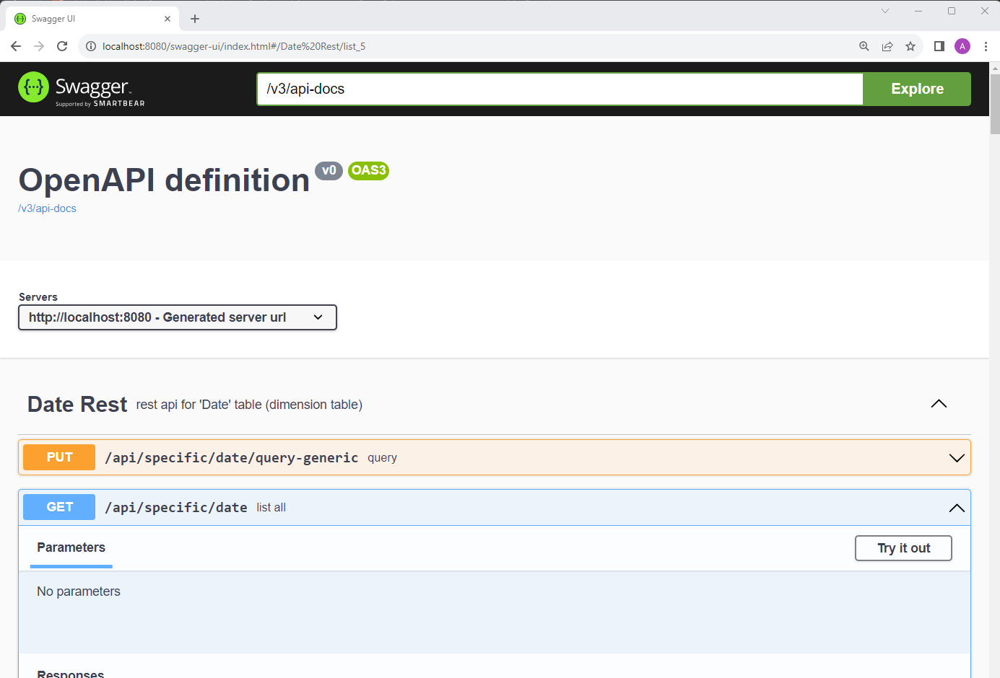 Swagger UI
localhost:8080/swagger-ui/index.html#/Date%20Rest/list_5
A
{···} Swagger
Supported by SMARTBEAR
/v3/api-docs
Explore
OpenAPI definition v0 OAS3
/v3/api-docs
Servers
http://localhost:8080 - Generated server url
Date Rest rest api for 'Date' table (dimension table)
PUT /api/specific/date/query-generic query
GET /api/specific/date list all
Parameters
Try it out
No parameters
Responses